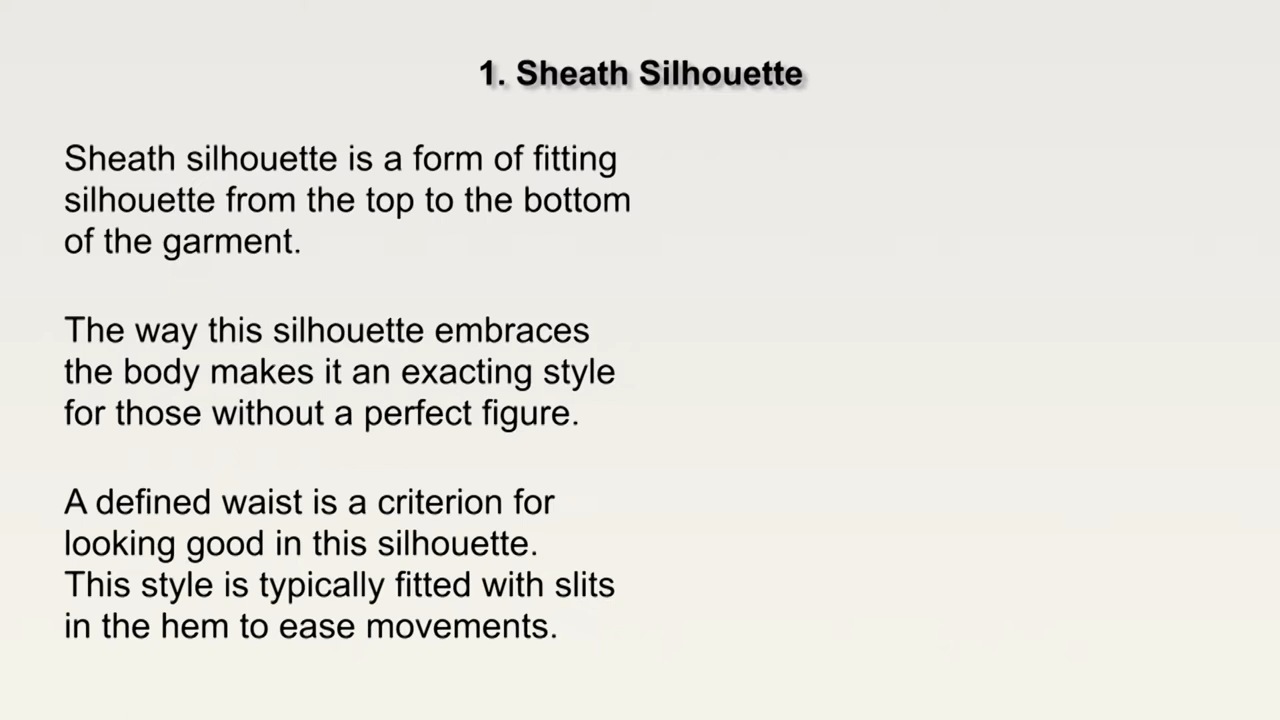 1. Sheath Silhouette
Sheath silhouette is a form of fitting
silhouette from the top to the bottom
of the garment.
The way this silhouette embraces
the body makes it an exacting style
for those without a perfect figure.
A defined waist is a criterion for
looking good in this silhouette.
This style is typically fitted with slits
in the hem to ease movements.